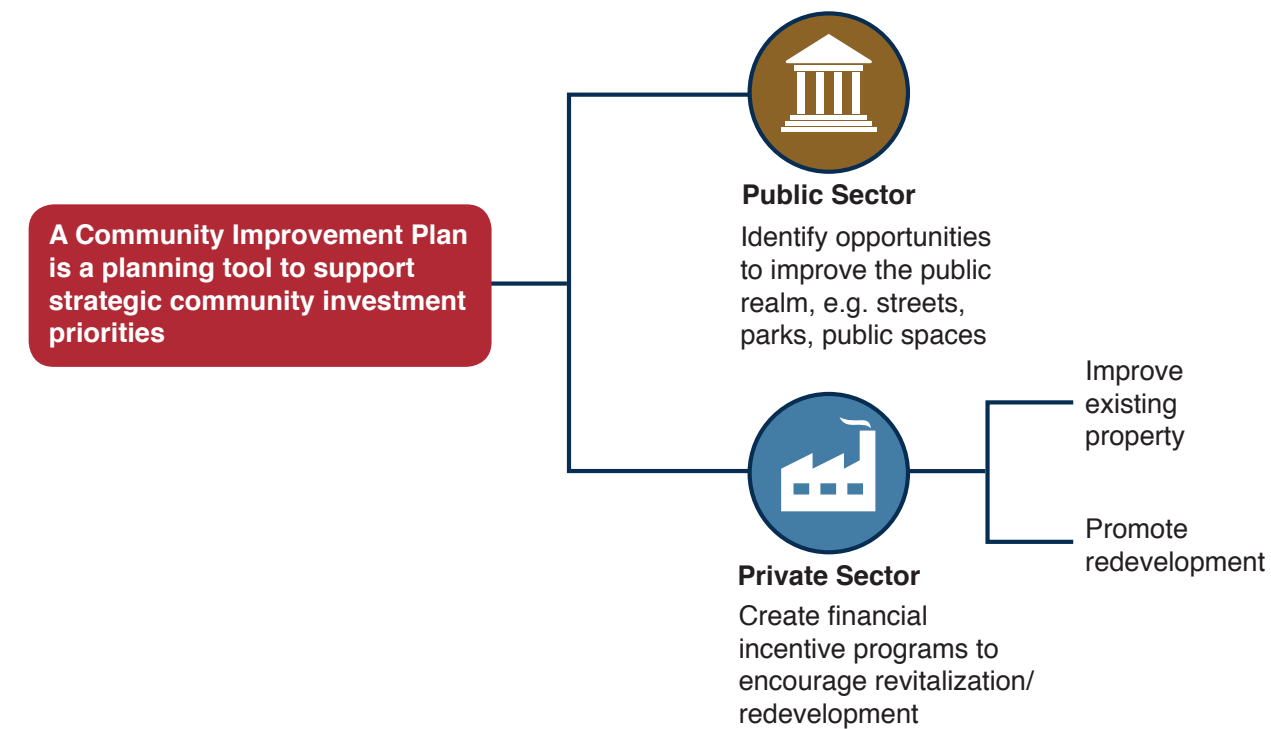 A Community Improvement Plan
is a planning tool to support
strategic community investment
priorities
Public Sector
Identify opportunities
to improve the public
realm, e.g. streets,
parks, public spaces
Private Sector
Create financial
incentive programs to
encourage revitalization/
redevelopment
Improve
existing
property
Promote
redevelopment